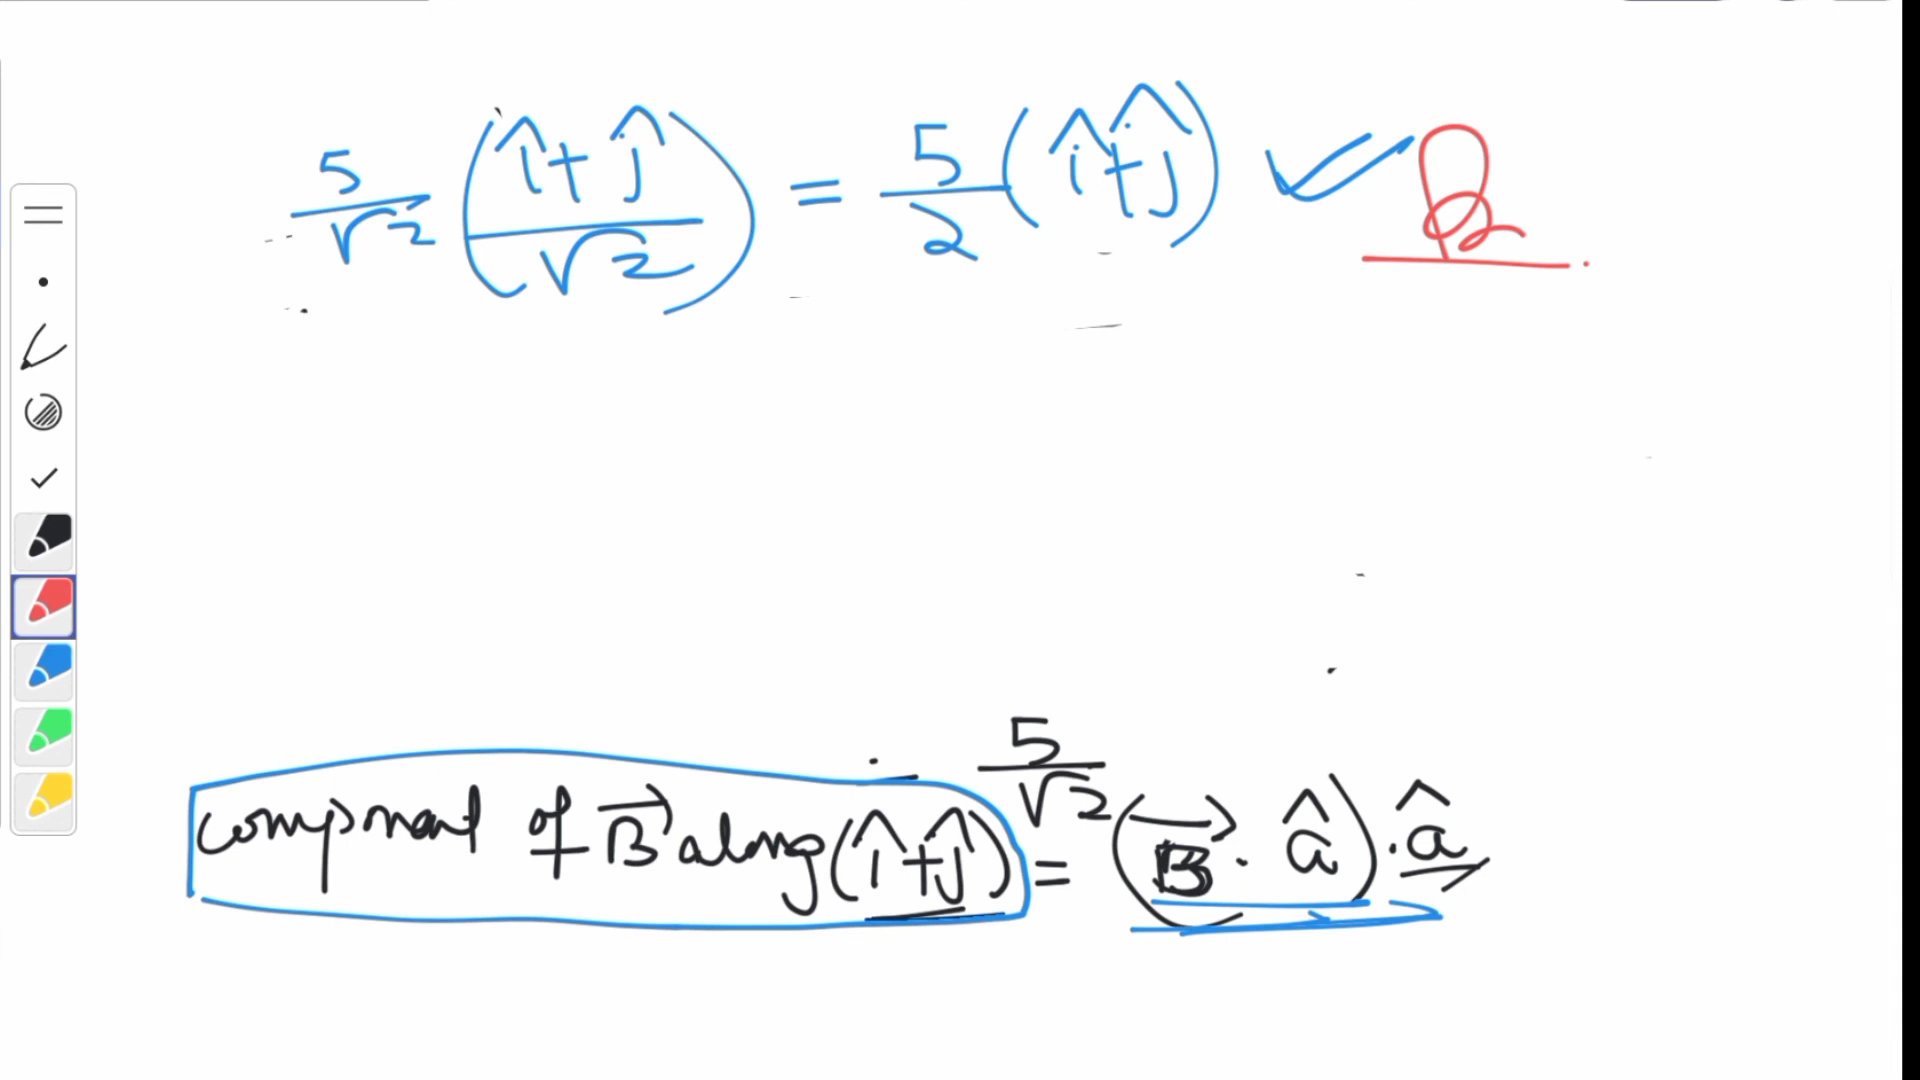 5/√2 ( (î + ĵ)/√2 ) = 5/2 (î + ĵ) ✓
5/√2
component of B⃗ along (î + ĵ) = (B⃗ · â) · â